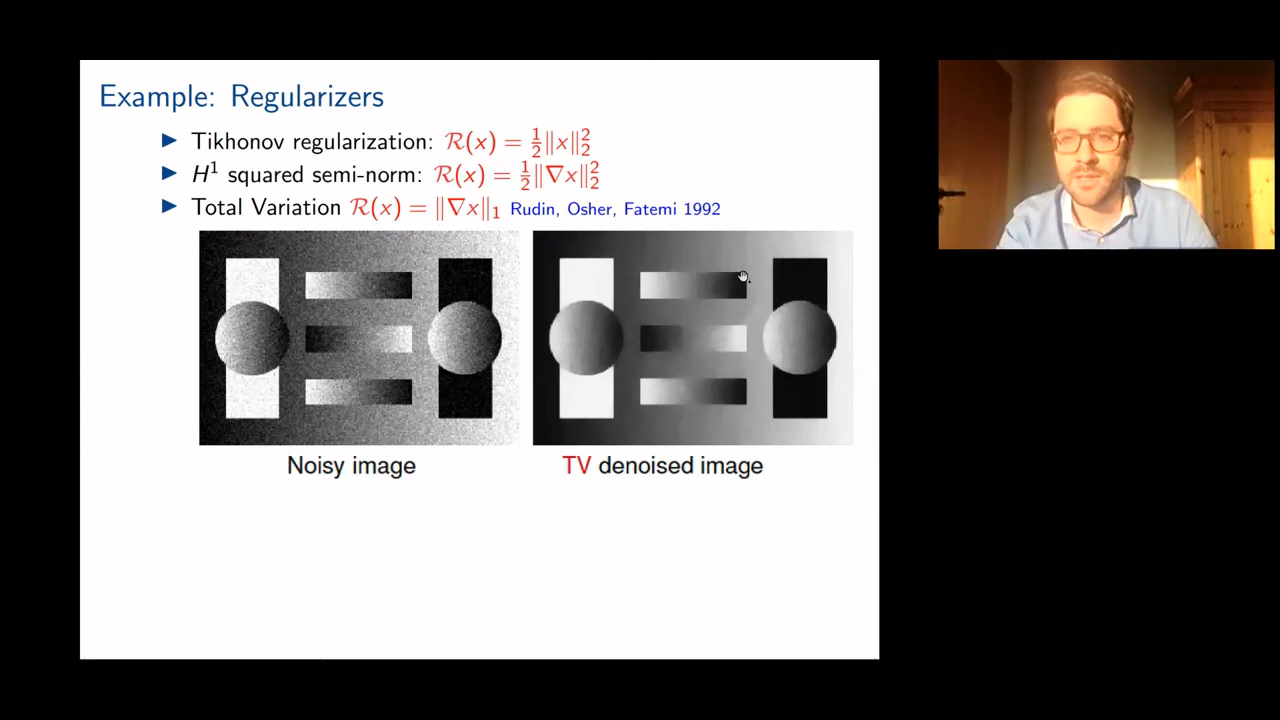 Example: Regularizers
▶ Tikhonov regularization: R(x) = ½‖x‖₂²
▶ H¹ squared semi-norm: R(x) = ½‖∇x‖₂²
▶ Total Variation R(x) = ‖∇x‖₁ Rudin, Osher, Fatemi 1992
Noisy image
TV denoised image